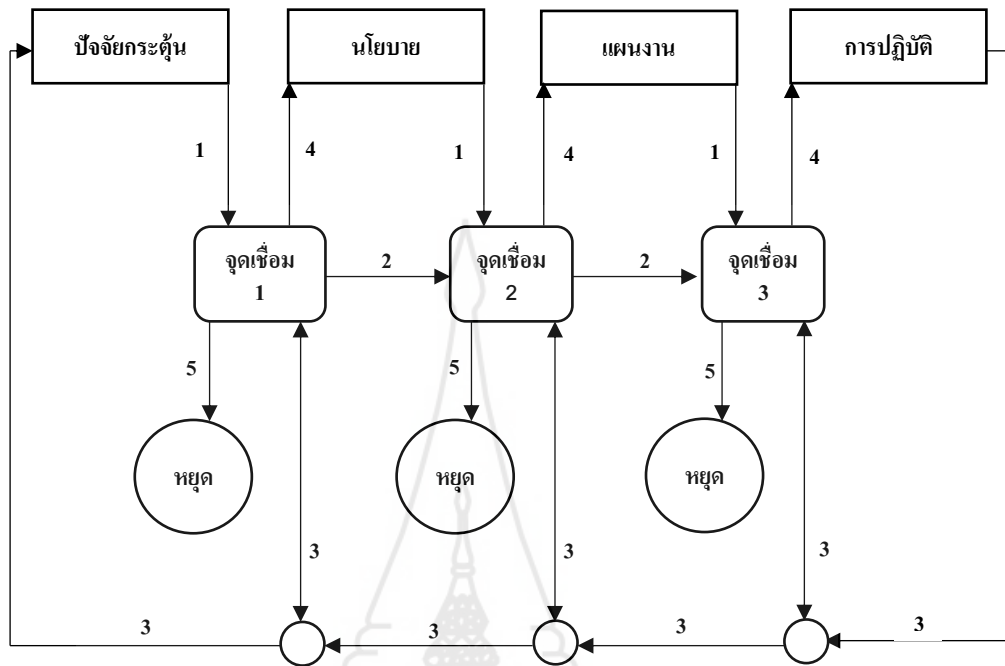 ปัจจัยกระตุ้น นโยบาย แผนงาน การปฏิบัติ
1 4 1 4 1 4
จุดเชื่อม
1
2
จุดเชื่อม
2
2
จุดเชื่อม
3
5 5 5
หยุด หยุด หยุด
3 3 3
3 3 3 3